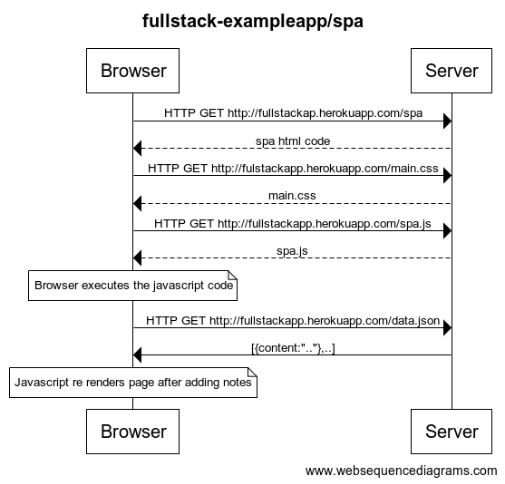 fullstack-exampleapp/spa
Browser
Server
HTTP GET http://fullstackap.herokuapp.com/spa
spa html code
HTTP GET http://fulstackapp.herokuapp.com/main.css
main.css
HTTP GET http://fullstackapp.herokuapp.com/spa.js
spa.js
Browser executes the javascript code
HTTP GET http://fullstackapp.herokuapp.com/data.json
[{content:".."},..]
Javascript re renders page after adding notes
Browser
Server
www.websequencediagrams.com